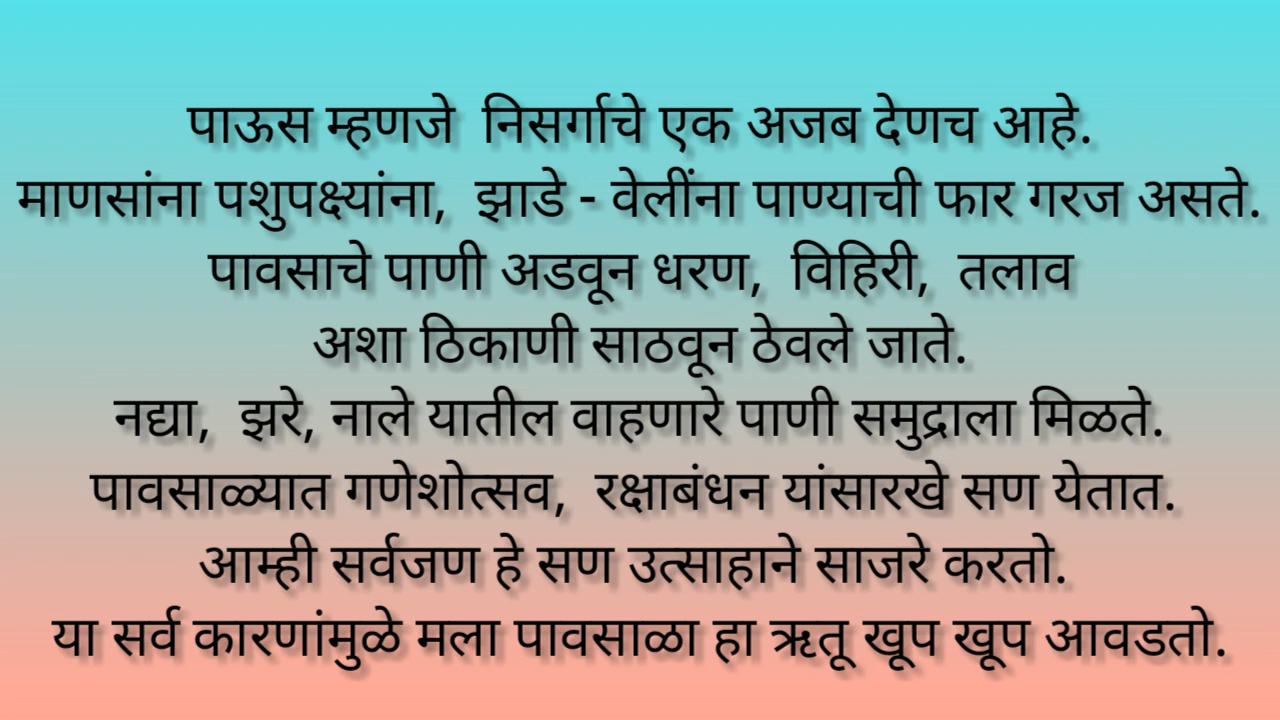 पाऊस म्हणजे निसर्गाचे एक अजब देणच आहे.
माणसांना पशुपक्ष्यांना, झाडे - वेलींना पाण्याची फार गरज असते.
पावसाचे पाणी अडवून धरण, विहिरी, तलाव
अशा ठिकाणी साठवून ठेवले जाते.
नद्या, झरे, नाले यातील वाहणारे पाणी समुद्राला मिळते.
पावसाळ्यात गणेशोत्सव, रक्षाबंधन यांसारखे सण येतात.
आम्ही सर्वजण हे सण उत्साहाने साजरे करतो.
या सर्व कारणांमुळे मला पावसाळा हा ऋतू खूप खूप आवडतो.